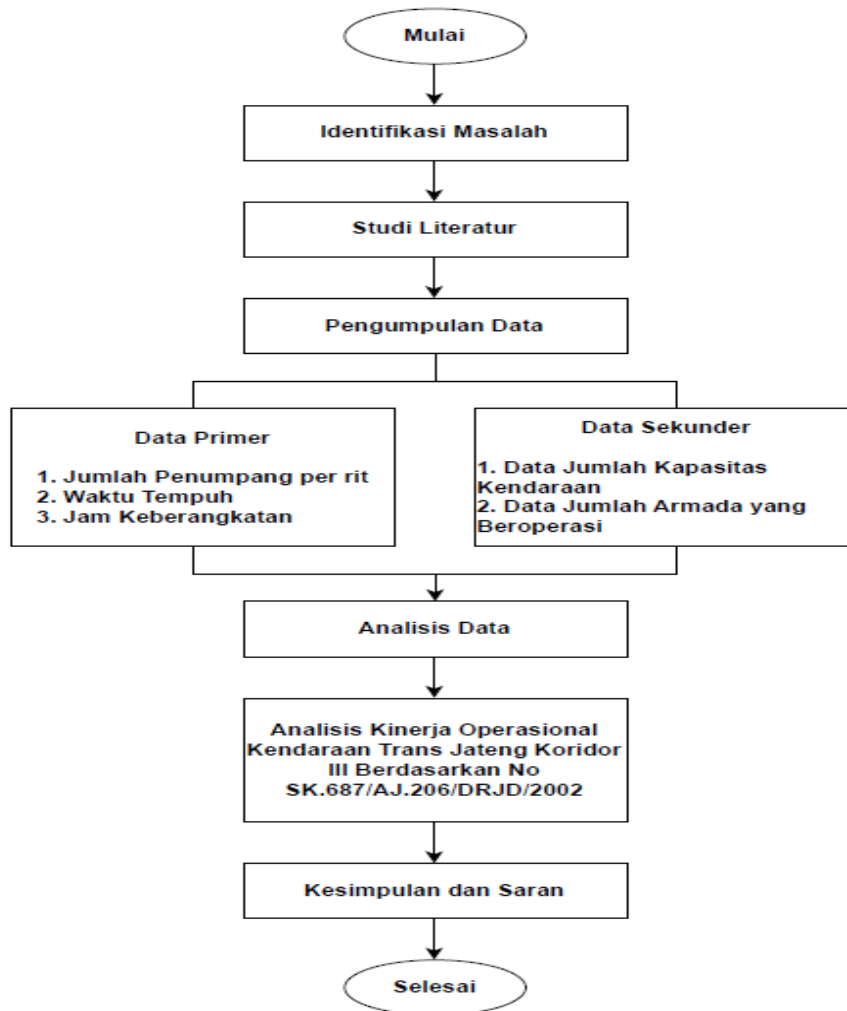 Mulai
Identifikasi Masalah
Studi Literatur
Pengumpulan Data
Data Primer
1. Jumlah Penumpang per rit
2. Waktu Tempuh
3. Jam Keberangkatan
Data Sekunder
1. Data Jumlah Kapasitas
Kendaraan
2. Data Jumlah Armada yang
Beroperasi
Analisis Data
Analisis Kinerja Operasional
Kendaraan Trans Jateng Koridor
III Berdasarkan No
SK.687/AJ.206/DRJD/2002
Kesimpulan dan Saran
Selesai